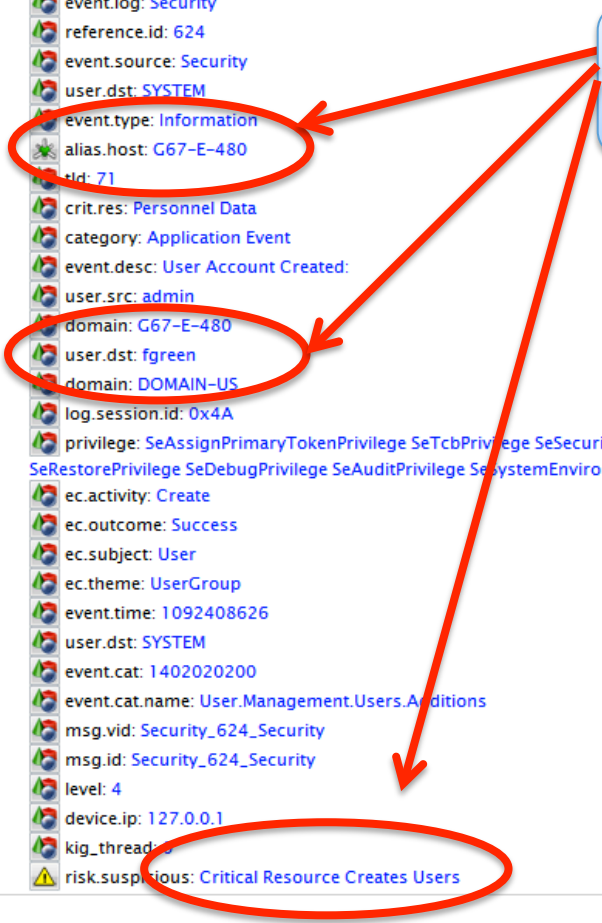 event.log: Security
reference.id: 624
event.source: Security
user.dst: SYSTEM
event.type: Information
alias.host: G67-E-480
tld: 71
crit.res: Personnel Data
category: Application Event
event.desc: User Account Created:
user.src: admin
domain: G67-E-480
user.dst: fgreen
domain: DOMAIN-US
log.session.id: 0x4A
privilege: SeAssignPrimaryTokenPrivilege SeTcbPrivilege SeSecuri
SeRestorePrivilege SeDebugPrivilege SeAuditPrivilege SeSystemEnviro
ec.activity: Create
ec.outcome: Success
ec.subject: User
ec.theme: UserGroup
event.time: 1092408626
user.dst: SYSTEM
event.cat: 1402020200
event.cat.name: User.Management.Users.Additions
msg.vid: Security_624_Security
msg.id: Security_624_Security
level: 4
device.ip: 127.0.0.1
kig_thread:
risk.suspicious: Critical Resource Creates Users